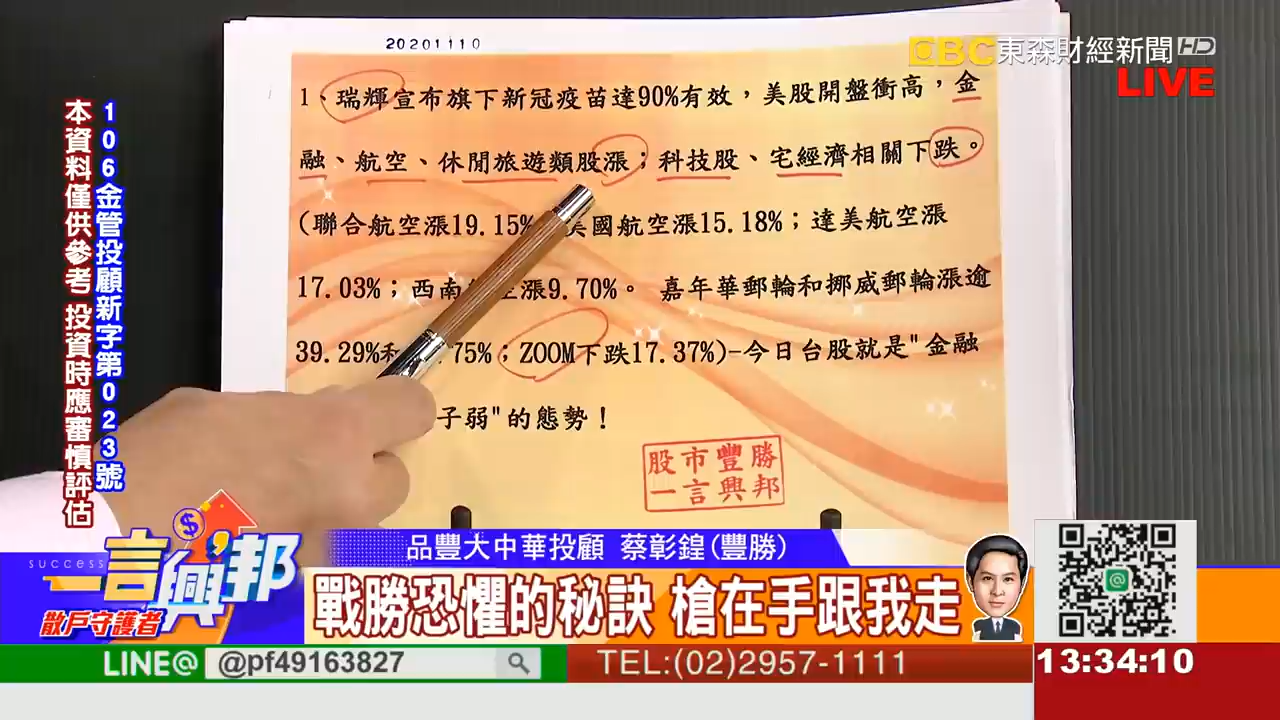 20201110
EBC 東森財經新聞 HD
LIVE
106金管投顧新字第023號
本資料僅供參考 投資時應審慎評估
1、瑞輝宣布旗下新冠疫苗達90%有效，美股開盤衝高，金
融、航空、休閒旅遊類股漲；科技股、宅經濟相關下跌。
(聯合航空漲19.15% 美國航空漲15.18%；達美航空漲
17.03%；西南 空漲9.70%。 嘉年華郵輪和挪威郵輪漲逾
39.29%和 75%；ZOOM下跌17.37%)-今日台股就是"金融
子弱"的態勢！
股市豐勝
一言興邦
品豐大中華投顧 蔡彰鍠(豐勝)
success
一言興邦
散戶守護者
戰勝恐懼的秘訣 槍在手跟我走
LINE@ @pf49163827 TEL:(02)2957-1111
13:34:10